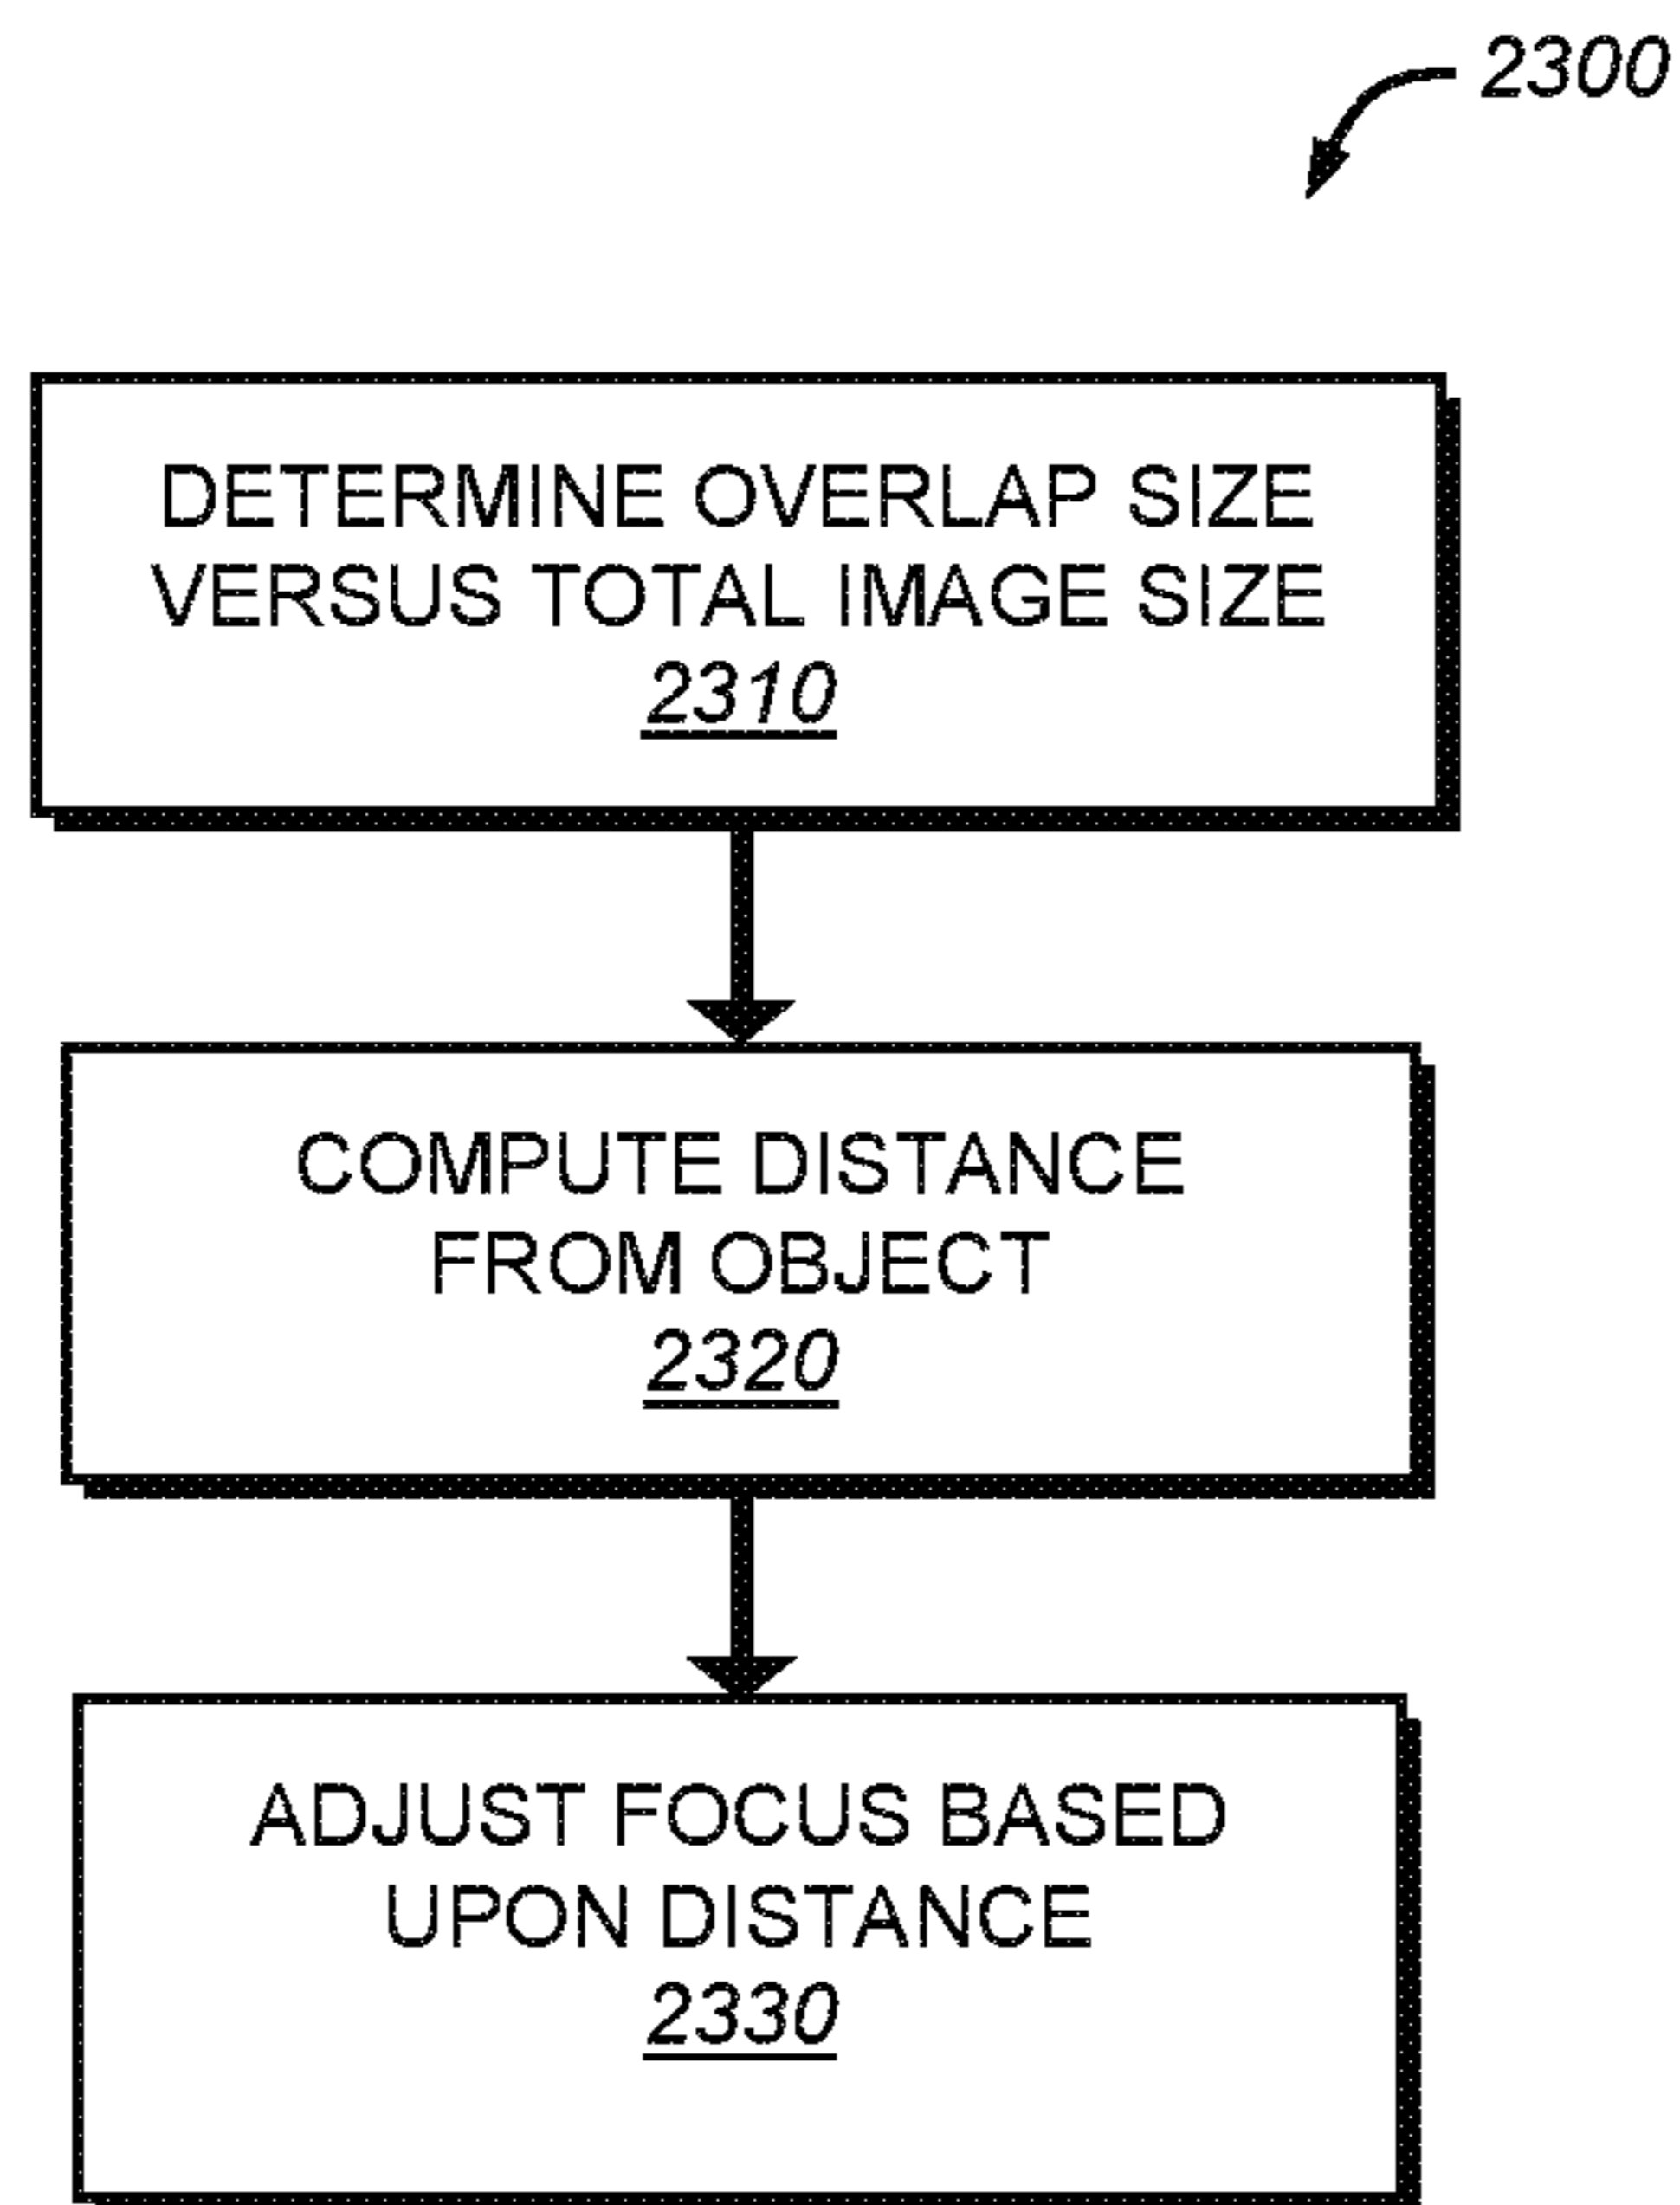 2300
DETERMINE OVERLAP SIZE
VERSUS TOTAL IMAGE SIZE
2310
COMPUTE DISTANCE
FROM OBJECT
2320
ADJUST FOCUS BASED
UPON DISTANCE
2330